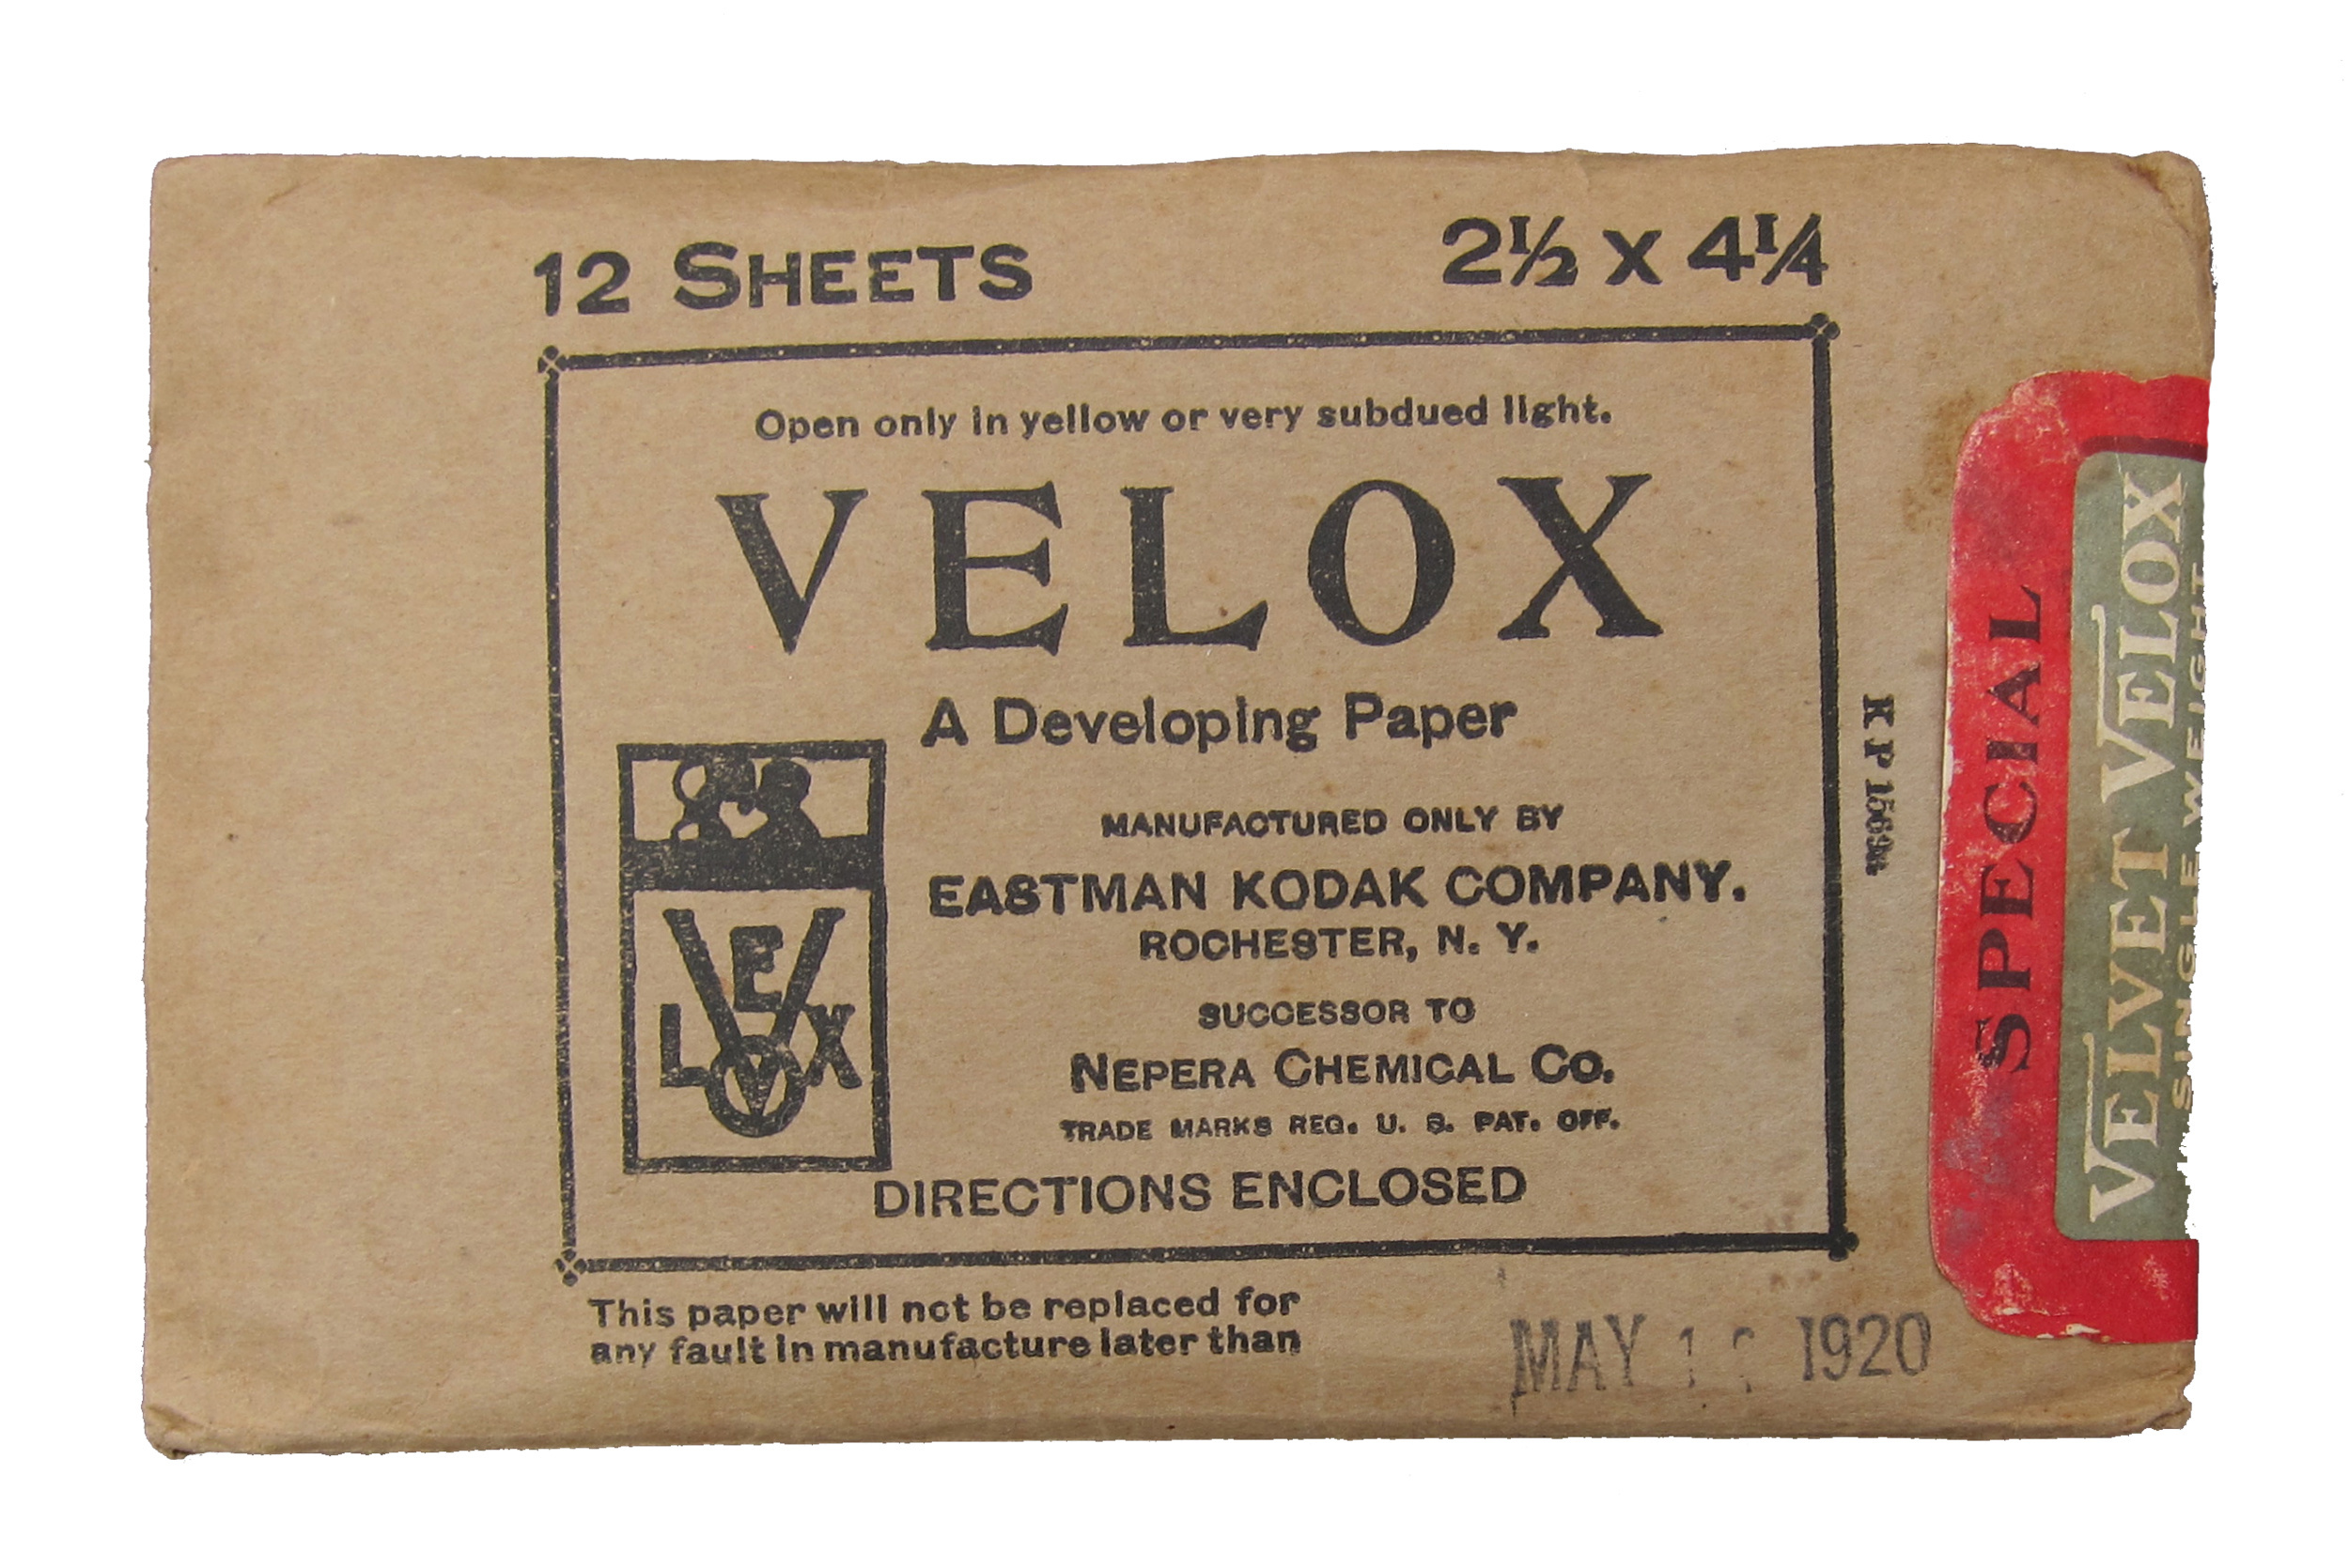 12 SHEETS
2½ x 4¼
Open only in yellow or very subdued light.
VELOX
A Developing Paper
MANUFACTURED ONLY BY
EASTMAN KODAK COMPANY.
ROCHESTER, N. Y.
SUCCESSOR TO
NEPERA CHEMICAL CO.
TRADE MARKS REG. U. S. PAT. OFF.
VELOX
DIRECTIONS ENCLOSED
This paper will not be replaced for
any fault in manufacture later than
MAY 1920
K P
SPECIAL
VELVET VELOX
SINGLE WEIGHT